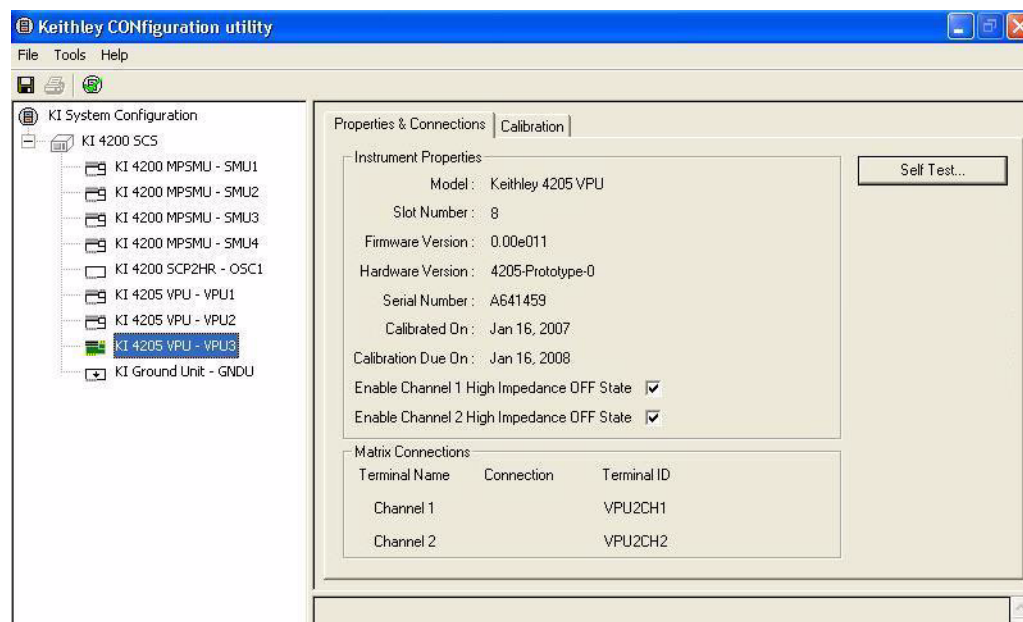 Keithley CONfiguration utility
File Tools Help
KI System Configuration
KI 4200 SCS
KI 4200 MPSMU - SMU1
KI 4200 MPSMU - SMU2
KI 4200 MPSMU - SMU3
KI 4200 MPSMU - SMU4
KI 4200 SCP2HR - OSC1
KI 4205 VPU - VPU1
KI 4205 VPU - VPU2
KI 4205 VPU - VPU3
KI Ground Unit - GNDU
Properties & Connections Calibration
Instrument Properties
Model : Keithley 4205 VPU
Slot Number : 8
Firmware Version : 0.00e011
Hardware Version : 4205-Prototype-0
Serial Number : A641459
Calibrated On : Jan 16, 2007
Calibration Due On : Jan 16, 2008
Enable Channel 1 High Impedance OFF State
Enable Channel 2 High Impedance OFF State
Self Test...
Matrix Connections
Terminal Name Connection Terminal ID
Channel 1 VPU2CH1
Channel 2 VPU2CH2